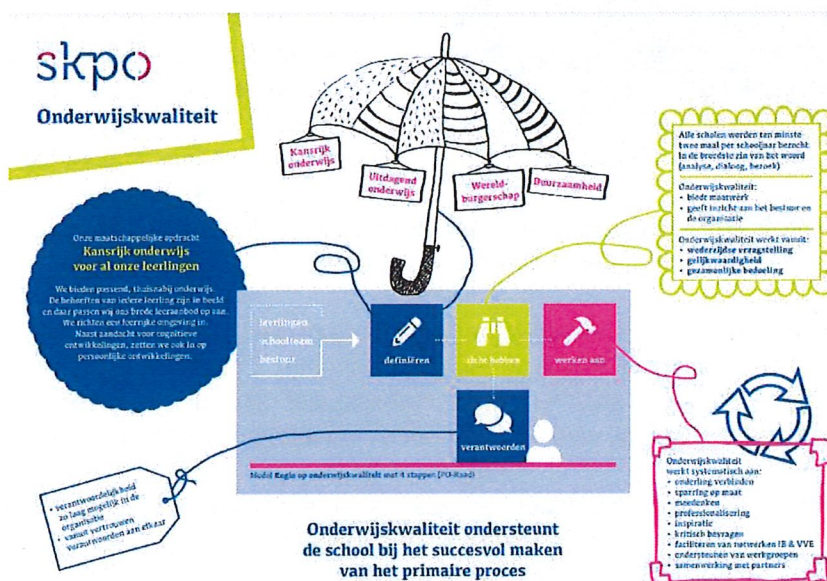 skpo
Onderwijskwaliteit
Kansrijk
onderwijs
Uitdagend
onderwijs
Wereld-
burgerschap
Duurzaamheid
Alle scholen worden ten minste
twee maal per schooljaar bezocht.
In de breedste zin van het woord
(analyse, dialoog, bezoek)
Onderwijskwaliteit:
• biedt maatwerk
• geeft inzicht aan het bestuur en
de organisatie
Onderwijskwaliteit werkt vanuit:
• wederzijdse vraagstelling
• gelijkwaardigheid
• gezamenlijke bedoeling
Onze maatschappelijke opdracht
Kansrijk onderwijs
voor al onze leerlingen
We bieden passend, thuisnabij onderwijs.
De behoeften van iedere leerling zijn in beeld
en daar passen wij ons brede leeraanbod op aan.
We richten een leerrijke omgeving in.
Naast aandacht voor cognitieve
ontwikkelingen, zetten we ook in op
persoonlijke ontwikkelingen.
leerlingen
schoolteam
bestuur
definiëren
zicht hebben
werken aan
verantwoorden
Model Regie op onderwijskwaliteit met 4 stappen (PO-Raad)
• verantwoordelijkheid
zo laag mogelijk in de
organisatie
• vanuit vertrouwen
verantwoorden aan elkaar
Onderwijskwaliteit
werkt systematisch aan:
• onderling verbinden
• sparring op maat
• meedenken
• professionalisering
• inspiratie
• kritisch bevragen
• faciliteren van netwerken IB & VVE
• ondersteunen van werkgroepen
• samenwerking met partners
Onderwijskwaliteit ondersteunt
de school bij het succesvol maken
van het primaire proces